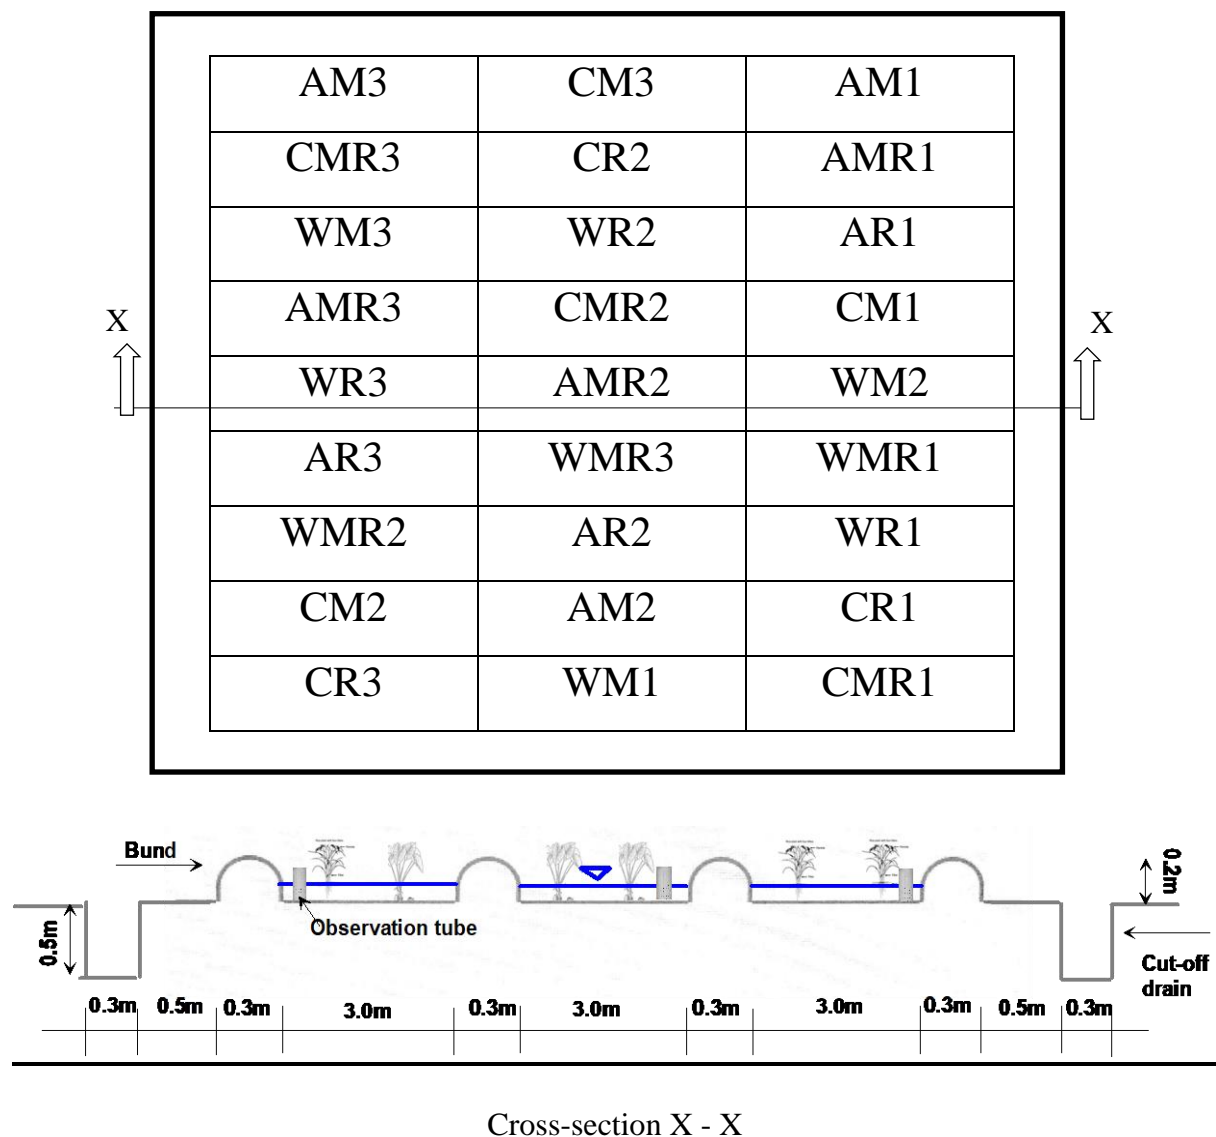 AM3 CM3 AM1
CMR3 CR2 AMR1
WM3 WR2 AR1
AMR3 CMR2 CM1
X X
WR3 AMR2 WM2
AR3 WMR3 WMR1
WMR2 AR2 WR1
CM2 AM2 CR1
CR3 WM1 CMR1
Bund
0.2m
Observation tube
0.5m
Cut-off
drain
0.3m 0.5m 0.3m 3.0m 0.3m 3.0m 0.3m 3.0m 0.3m 0.5m 0.3m
Cross-section X - X